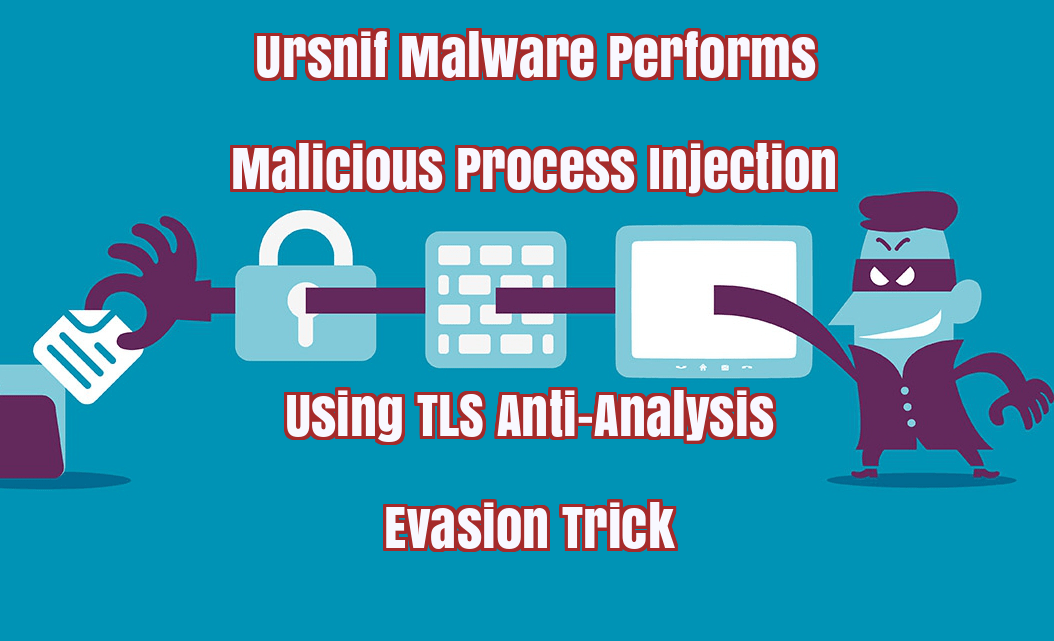 Ursnif Malware Performs
Malicious Process Injection
Using TLS Anti-Analysis
Evasion Trick